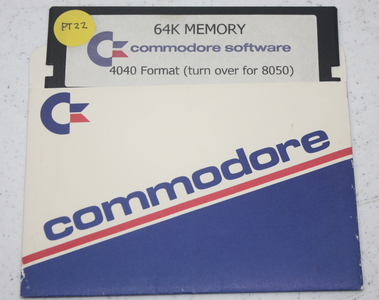 PT22
64K MEMORY
commodore software
4040 Format (turn over for 8050)
commodore